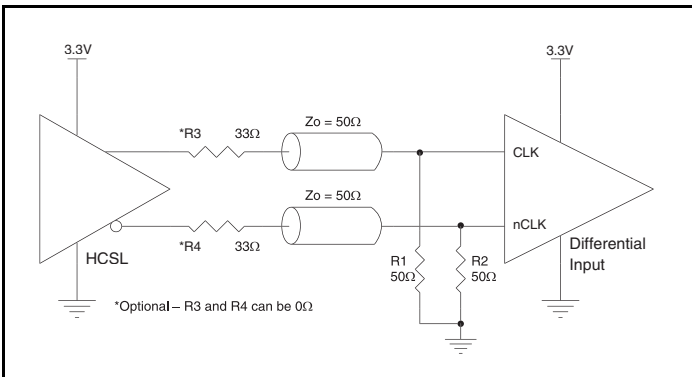 3.3V
3.3V
*R3 33Ω
Zo = 50Ω
CLK
Zo = 50Ω
nCLK
*R4 33Ω
HCSL
R1
50Ω
R2
50Ω
Differential
Input
*Optional – R3 and R4 can be 0Ω